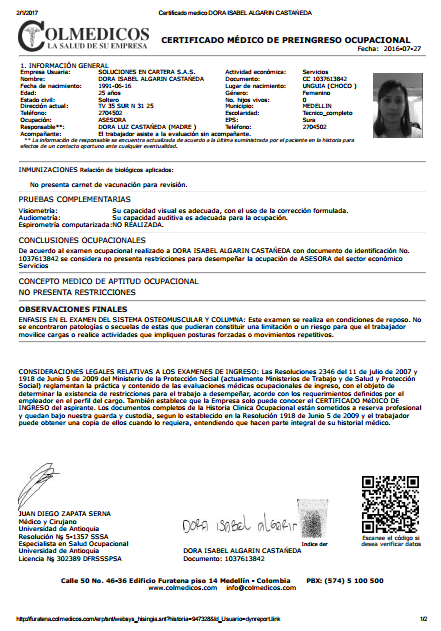 2/1/2017 Certificado medico DORA ISABEL ALGARIN CASTAÑEDA
COLMEDICOS
LA SALUD DE SU EMPRESA
CERTIFICADO MÉDICO DE PREINGRESO OCUPACIONAL
Fecha: 2016-07-27
1. INFORMACIÓN GENERAL
Empresa Usuaria: SOLUCIONES EN CARTERA S.A.S. Actividad económica: Servicios
Nombre: DORA ISABEL ALGARIN CASTAÑEDA Documento: CC 1037613842
Fecha de nacimiento: 1991-06-16 Lugar de nacimiento: UNGUIA (CHOCO)
Edad: 25 años Género: Femenino
Estado civil: Soltero No. hijos vivos: 0
Dirección actual: TV 35 SUR N 31 25 Municipio: MEDELLIN
Teléfono: 2704502 Escolaridad: Tecnico_completo
Ocupación: ASESORA EPS: Sura
Responsable**: DORA LUZ CASTAÑEDA (MADRE ) Teléfono: 2704502
Acompañante: El trabajador asiste a la evaluación sin acompañante.
** La información de responsable se encuentra actualizada de acuerdo a la última suministrada por el paciente en la historia para
efectos de un contacto oportuno ante cualquier eventualidad.
INMUNIZACIONES Relación de biológicos aplicados:
No presenta carnet de vacunación para revisión.
PRUEBAS COMPLEMENTARIAS
Visiometría: Su capacidad visual es adecuada, con el uso de la corrección formulada.
Audiometría: Su capacidad auditiva es adecuada para la ocupación.
Espirometría computarizada:NO REALIZADA.
CONCLUSIONES OCUPACIONALES
De acuerdo al examen ocupacional realizado a DORA ISABEL ALGARIN CASTAÑEDA con documento de identificación No.
1037613842 se considera no presenta restricciones para desempeñar la ocupación de ASESORA del sector económico
Servicios
CONCEPTO MEDICO DE APTITUD OCUPACIONAL
NO PRESENTA RESTRICCIONES
OBSERVACIONES FINALES
ENFASIS EN EL EXAMEN DEL SISTEMA OSTEOMUSCULAR Y COLUMNA: Este examen se realiza en condiciones de reposo. No
se encontraron patologías o secuelas de estas que pudieran constituir una limitación o un riesgo para que el trabajador
movilice cargas o realice actividades que impliquen posturas forzadas o movimientos repetitivos.
CONSIDERACIONES LEGALES RELATIVAS A LOS EXAMENES DE INGRESO: Las Resoluciones 2346 del 11 de julio de 2007 y
1918 de Junio 5 de 2009 del Ministerio de la Protección Social (actualmente Ministerios de Trabajo y de Salud y Protección
Social) reglamentan la práctica y contenido de las evaluaciones médicas ocupacionales de ingreso, con el objeto de
determinar la existencia de restricciones para el trabajo a desempeñar, acorde con los requerimientos definidos por el
empleador en el perfil del cargo. También establece que la Empresa solo puede conocer el CERTIFICADO MéDICO DE
INGRESO del aspirante. Los documentos completos de la Historia Clínica Ocupacional están sometidos a reserva profesional
y quedan bajo nuestra guarda y custodia, segun lo establecido en la Resolución 1918 de Junio 5 de 2009 y el trabajador
puede obtener una copia de ellos cuando lo requiera, entendiendo que hacen parte integral de su historial médico.
JUAN DIEGO ZAPATA SERNA
Médico y Cirujano
Universidad de Antioquia
Resolución Nş 5-1357 SSSA
Especialista en Salud Ocupacional
Universidad de Antioquia
Licencia Nş 302389 DFRSSSPSA
DORA ISABEL algarin
DORA ISABEL ALGARIN CASTAÑEDA
Documento: CC 1037613842
Indice der
Escanee el código si
desea verificar datos
Calle 50 No. 46-36 Edificio Furatena piso 14 Medellín • Colombia PBX: (574) 5 100 500
www.colmedicos.com info@colmedicos.com
http://furatena.colmedicos.com/erp/snt/websys_hisingia.snt?historia=947328&Id_Usuario=dynreport.link 1/2